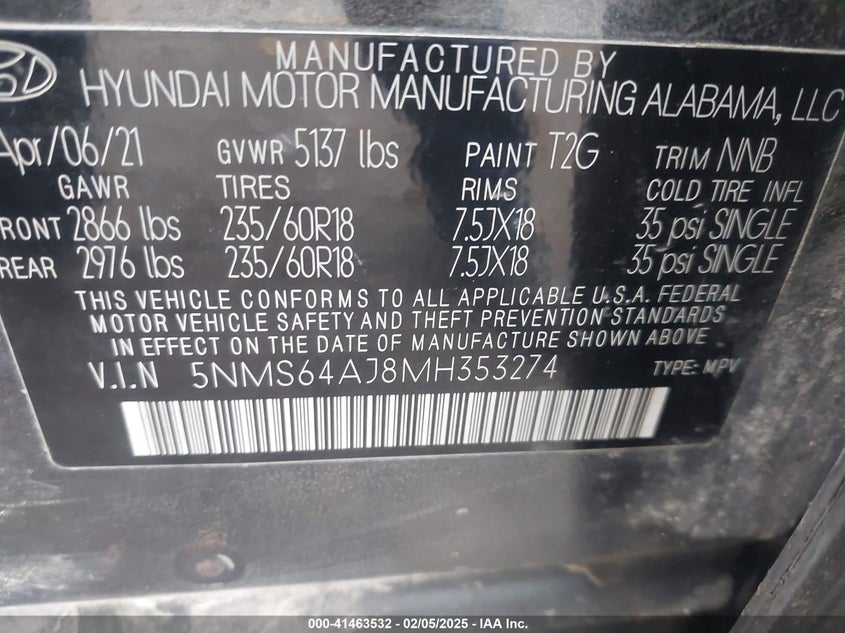 MANUFACTURED BY
HYUNDAI MOTOR MANUFACTURING ALABAMA, LLC
Apr/06/21 GVWR 5137 lbs PAINT T2G TRIM NNB
GAWR TIRES RIMS COLD TIRE INFL
FRONT 2866 lbs 235/60R18 7.5JX18 35 psi SINGLE
REAR 2976 lbs 235/60R18 7.5JX18 35 psi SINGLE
THIS VEHICLE CONFORMS TO ALL APPLICABLE U.S.A. FEDERAL
MOTOR VEHICLE SAFETY AND THEFT PREVENTION STANDARDS
IN EFFECT ON THE DATE OF MANUFACTURE SHOWN ABOVE
V.I.N 5NMS64AJ8MH353274 TYPE: MPV
000-41463532 - 02/05/2025 - IAA Inc.